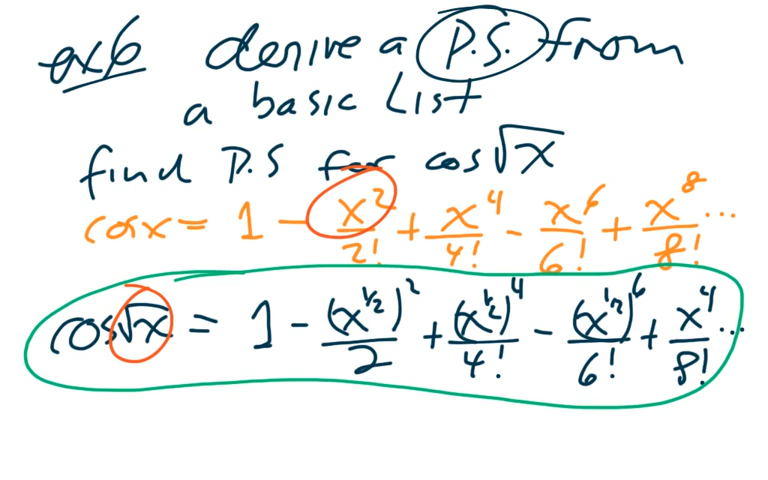 ex6 derive a P.S. from
a basic List
find P.S for cos√x
cosx = 1 - x²/2! + x⁴/4! - x⁶/6! + x⁸/8! ...
cos√x = 1 - (x^½)²/2 + (x^½)⁴/4! - (x^½)⁶/6! + x⁴/8! ...